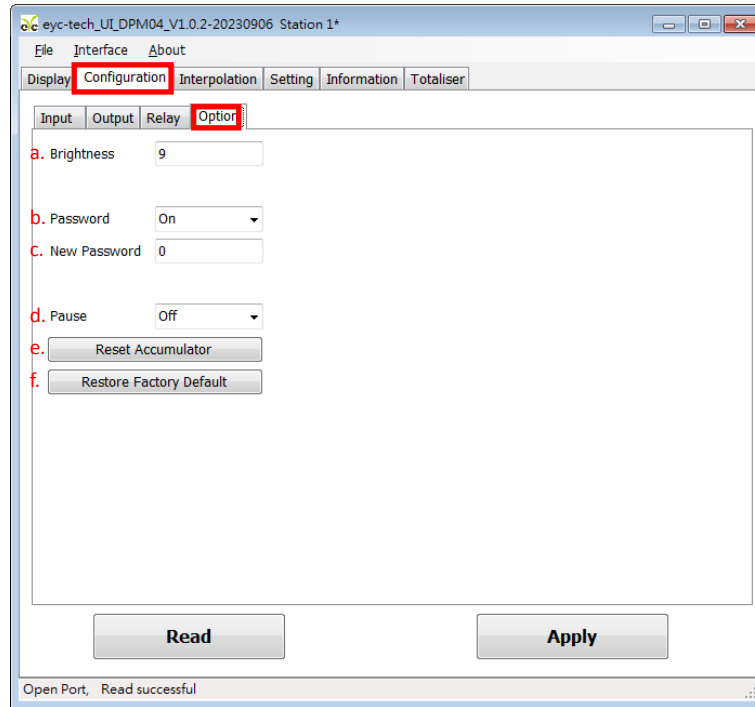 eyc eyc-tech_UI_DPM04_V1.0.2-20230906 Station 1*
File Interface About
Display Configuration Interpolation Setting Information Totaliser
Input Output Relay Option
a. Brightness 9
b. Password On
c. New Password 0
d. Pause Off
e. Reset Accumulator
f. Restore Factory Default
Read Apply
Open Port, Read successful